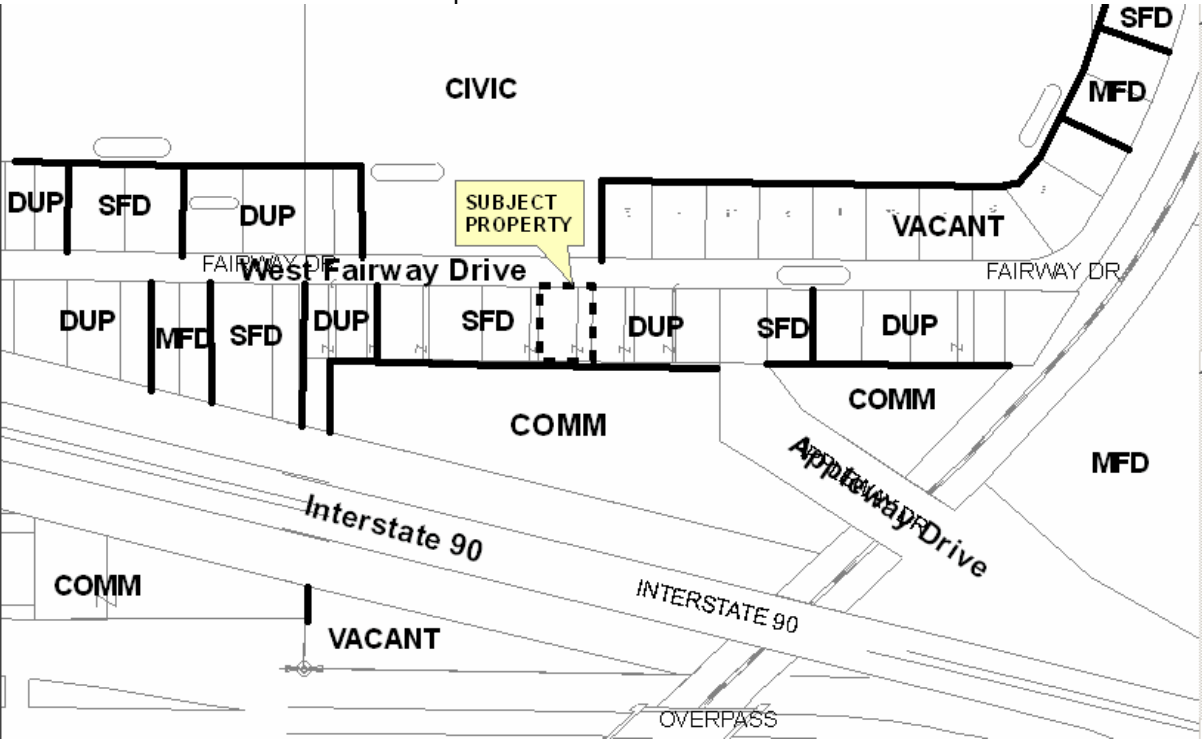 SFD
CIVIC
MFD
DUP
SFD
DUP
SUBJECT
PROPERTY
VACANT
FAIRWAY DR
West Fairway Drive
FAIRWAY DR
DUP
MFD
SFD
DUP
SFD
DUP
SFD
DUP
COMM
COMM
MFD
Appleway Drive
Interstate 90
COMM
INTERSTATE 90
VACANT
OVERPASS